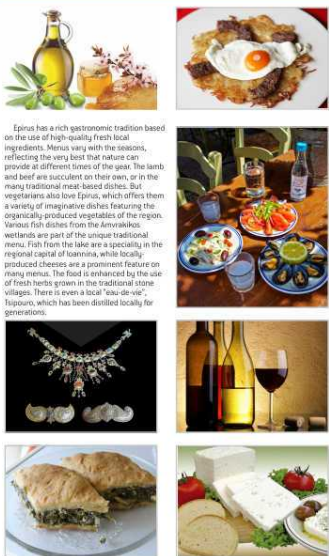 Epirus has a rich gastronomic tradition based
on the use of high-quality fresh local
ingredients. Menus vary with the seasons,
reflecting the very best that nature can
provide at different times of the year. The lamb
and beef are succulent on their own, or in the
many traditional meat-based dishes. But
vegetarians also love Epirus, which offers them
a variety of imaginative dishes featuring the
organically-produced vegetables of the region.
Various fish dishes from the Amvrakikos
wetlands are part of the unique traditional
menu. Fish from the lake are a speciality in the
regional capital of Ioannina, while locally-
produced cheeses are a prominent feature on
many menus. The food is enhanced by the use
of fresh herbs grown in the traditional stone
villages. There is even a local "eau-de-vie",
Tsipouro, which has been distilled locally for
generations.